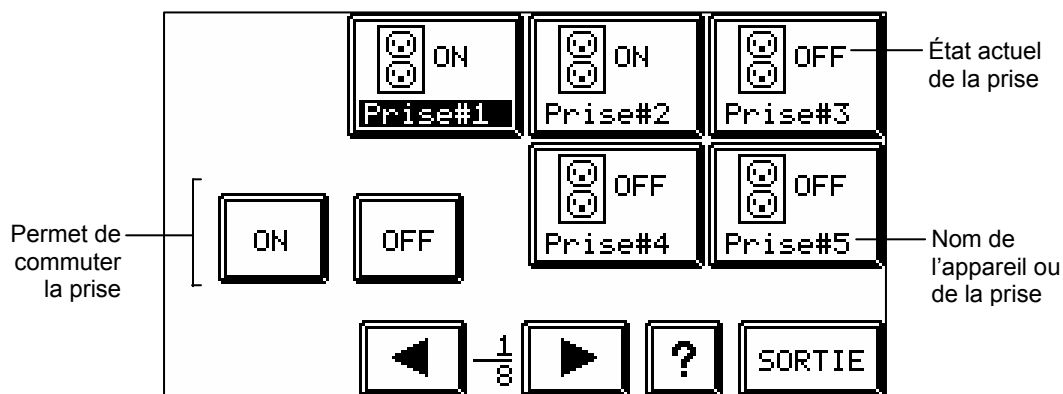 ON
Prise#1
ON
Prise#2
OFF
Prise#3
État actuel
de la prise
OFF
Prise#4
OFF
Prise#5
Permet de
commuter
la prise
ON
OFF
Nom de
l'appareil ou
de la prise
1
8
?
SORTIE